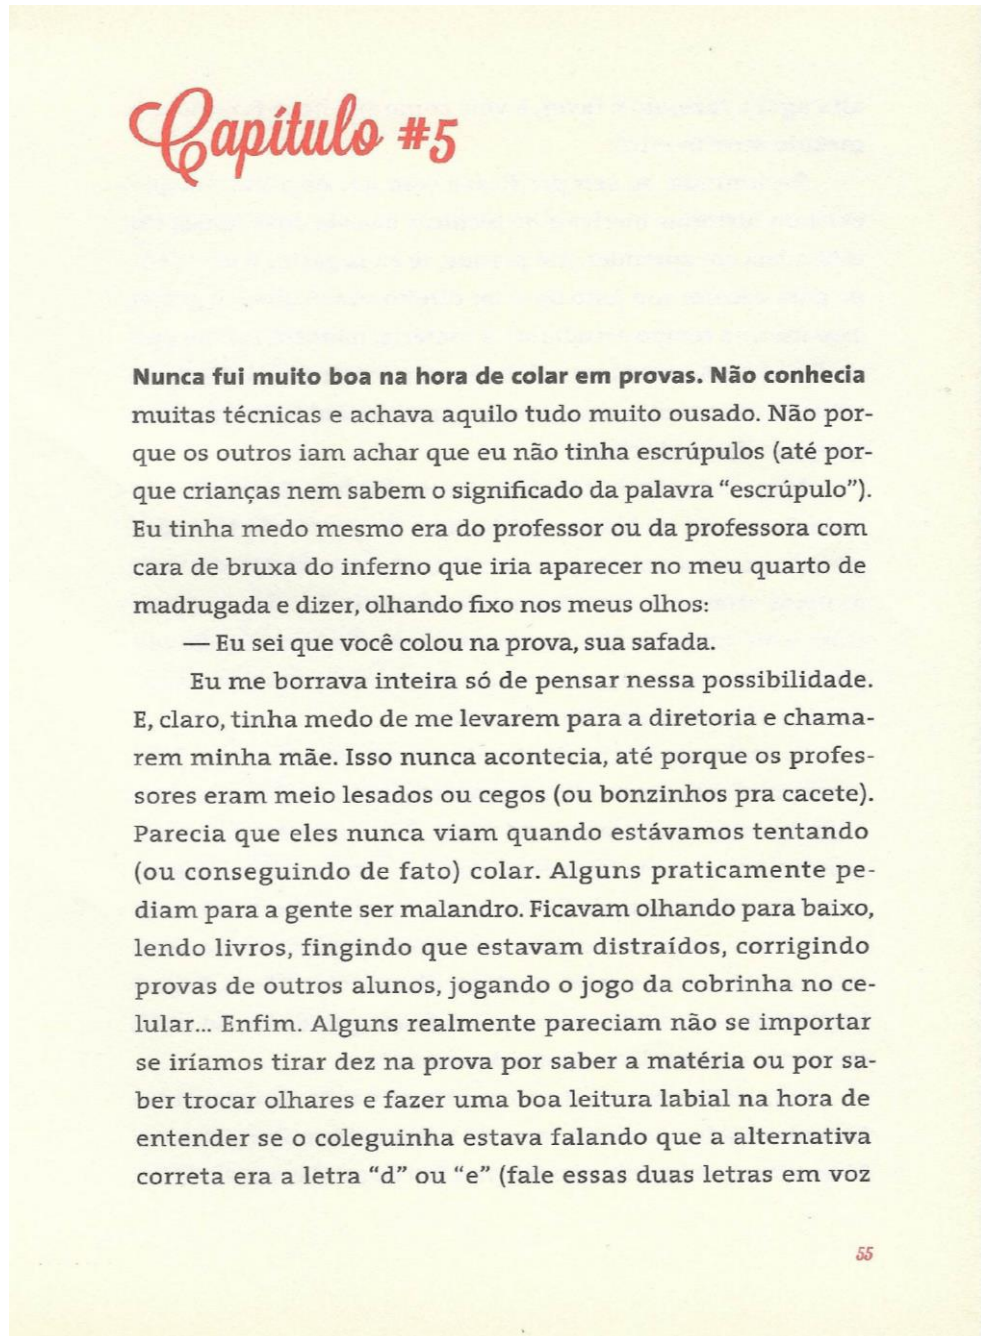 Capítulo #5
Nunca fui muito boa na hora de colar em provas. Não conhecia
muitas técnicas e achava aquilo tudo muito ousado. Não por-
que os outros iam achar que eu não tinha escrúpulos (até por-
que crianças nem sabem o significado da palavra “escrúpulo”).
Eu tinha medo mesmo era do professor ou da professora com
cara de bruxa do inferno que iria aparecer no meu quarto de
madrugada e dizer, olhando fixo nos meus olhos:
— Eu sei que você colou na prova, sua safada.
Eu me borrava inteira só de pensar nessa possibilidade.
E, claro, tinha medo de me levarem para a diretoria e chama-
rem minha mãe. Isso nunca acontecia, até porque os profes-
sores eram meio lesados ou cegos (ou bonzinhos pra cacete).
Parecia que eles nunca viam quando estávamos tentando
(ou conseguindo de fato) colar. Alguns praticamente pe-
diam para a gente ser malandro. Ficavam olhando para baixo,
lendo livros, fingindo que estavam distraídos, corrigindo
provas de outros alunos, jogando o jogo da cobrinha no ce-
lular... Enfim. Alguns realmente pareciam não se importar
se iríamos tirar dez na prova por saber a matéria ou por sa-
ber trocar olhares e fazer uma boa leitura labial na hora de
entender se o coleguinha estava falando que a alternativa
correta era a letra “d” ou “e” (fale essas duas letras em voz
55